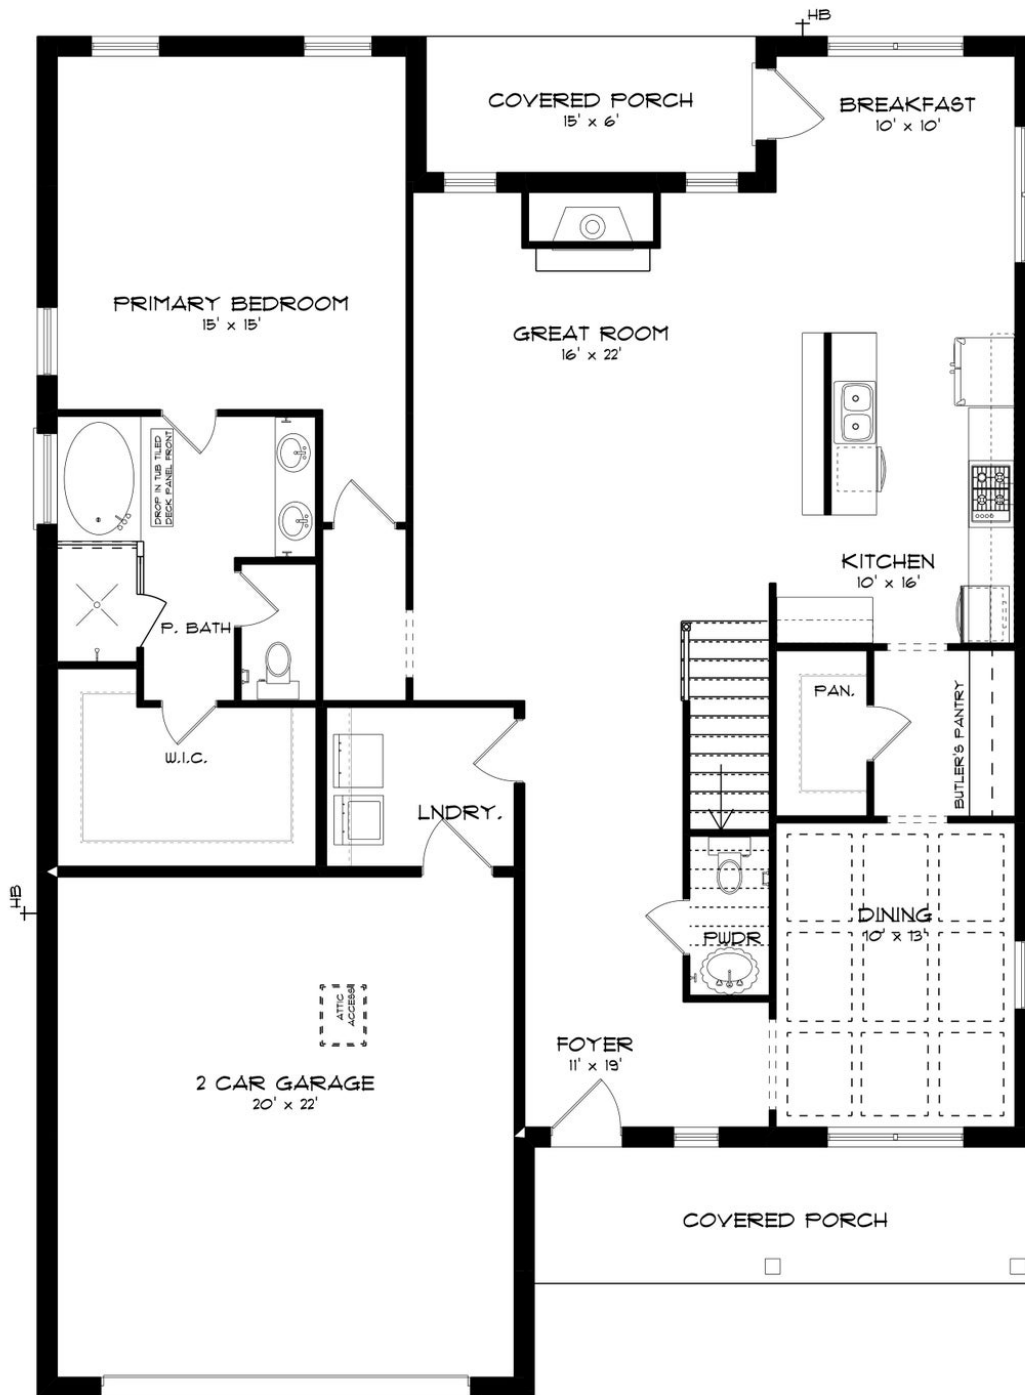 HB
COVERED PORCH
15' x 6'
BREAKFAST
10' x 10'
PRIMARY BEDROOM
15' x 15'
GREAT ROOM
16' x 22'
DROP IN TUB TILED
DECK PANEL FRONT
KITCHEN
10' x 16'
P. BATH
PAN.
BUTLER'S PANTRY
W.I.C.
LNDRY.
HB
DINING
10' x 13'
PWDR
ATTIC
ACCESS
FOYER
11' x 19'
2 CAR GARAGE
20' x 22'
COVERED PORCH